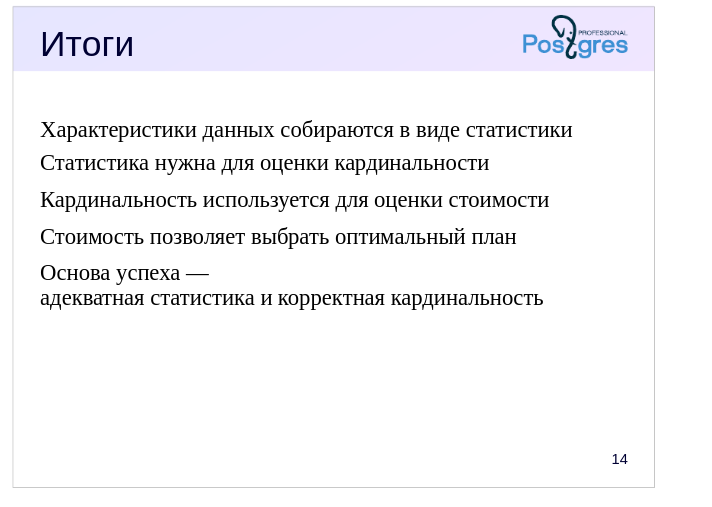 Итоги
PROFESSIONAL
Postgres
Характеристики данных собираются в виде статистики
Статистика нужна для оценки кардинальности
Кардинальность используется для оценки стоимости
Стоимость позволяет выбрать оптимальный план
Основа успеха —
адекватная статистика и корректная кардинальность
14